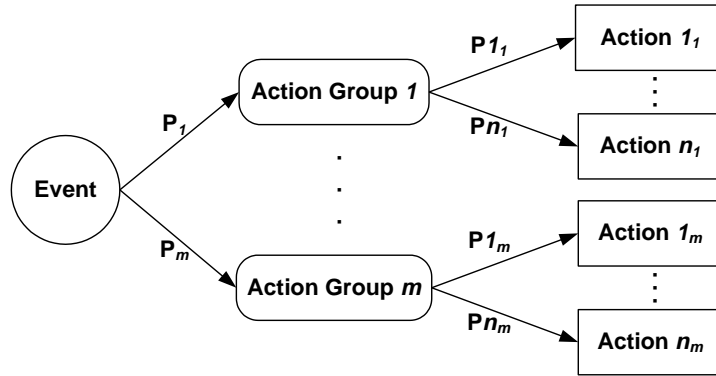 Event
P₁
Pₘ
Action Group 1
.
.
.
Action Group m
P1₁
Pn₁
P1ₘ
Pnₘ
Action 1₁
⋮
Action n₁
Action 1ₘ
⋮
Action nₘ